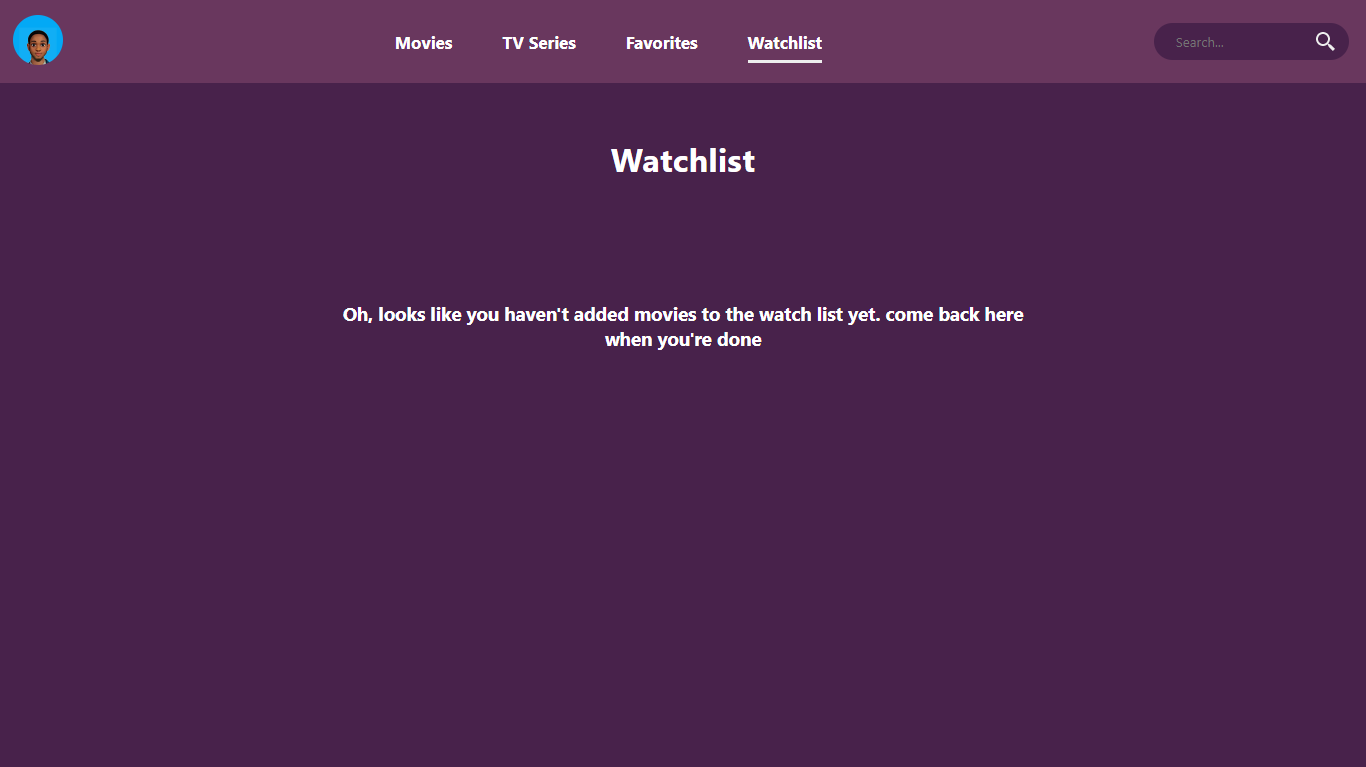 Movies TV Series Favorites Watchlist Search...
Watchlist
Oh, looks like you haven't added movies to the watch list yet. come back here
when you're done